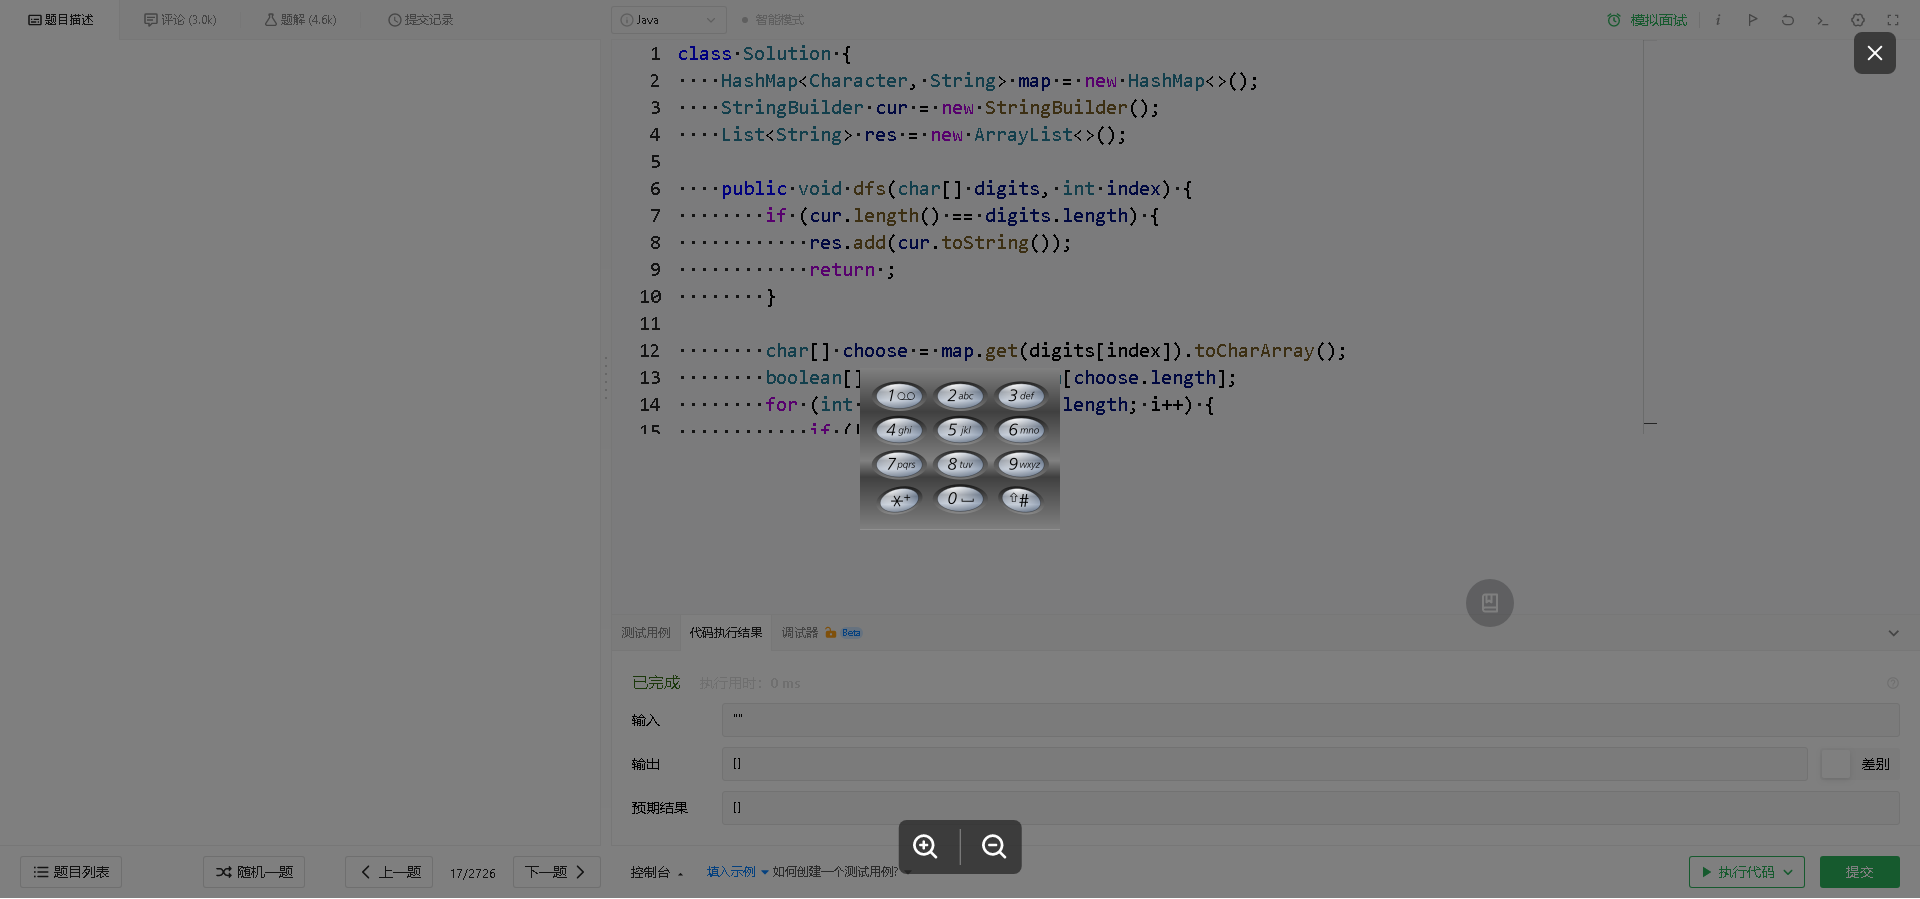 题目描述
评论 (3.0k)
题解 (4.6k)
提交记录
Java
智能模式
模拟面试
1 class Solution {
2 HashMap<Character, String> map = new HashMap<>();
3 StringBuilder cur = new StringBuilder();
4 List<String> res = new ArrayList<>();
5
6 public void dfs(char[] digits, int index) {
7 if (cur.length() == digits.length) {
8 res.add(cur.toString());
9 return ;
10 }
11
12 char[] choose = map.get(digits[index]).toCharArray();
13 boolean[] [choose.length];
14 for (int length; i++) {
15 if (
1 2 abc 3 def
4 ghi 5 jkl 6 mno
7 pqrs 8 tuv 9 wxyz
* + 0 #
测试用例
代码执行结果
调试器 Beta
已完成 执行用时: 0 ms
输入 ""
输出 [] 差别
预期结果 []
题目列表
随机一题
上一题
17/2726
下一题
控制台
填入示例
如何创建一个测试用例?
执行代码
提交